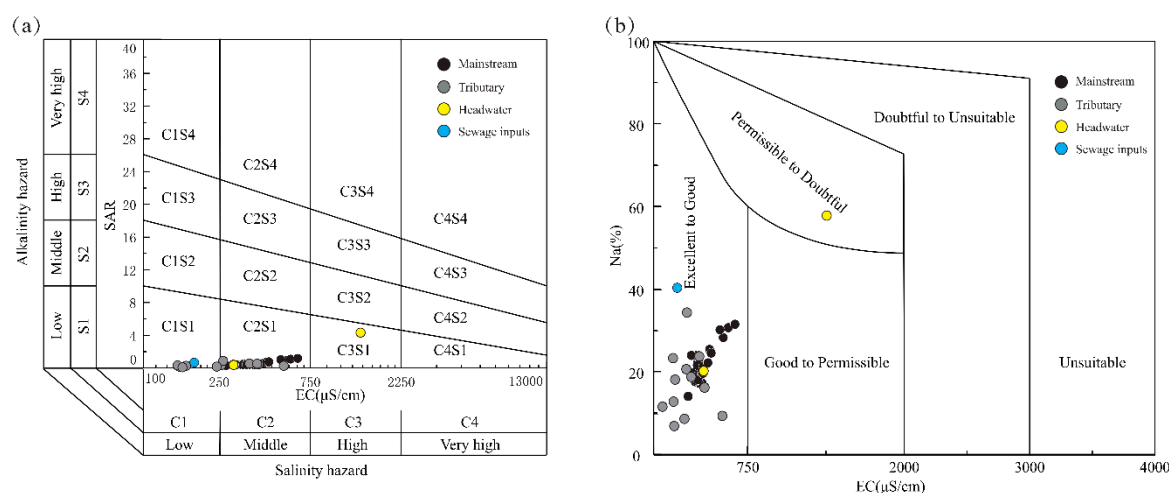 (a)
Alkalinity hazard
Very high
High
Middle
Low
S4
S3
S2
S1
SAR
40
36
32
28
24
20
16
12
8
4
0
Mainstream
Tributary
Headwater
Sewage inputs
C1S4
C2S4
C3S4
C4S4
C1S3
C2S3
C3S3
C4S3
C1S2
C2S2
C3S2
C4S2
C1S1
C2S1
C3S1
C4S1
100
250
750
2250
13000
EC(µS/cm)
C1
C2
C3
C4
Low
Middle
High
Very high
Salinity hazard
(b)
Na(%)
100
80
60
40
20
0
Mainstream
Tributary
Headwater
Sewage inputs
Doubtful to Unsuitable
Permissible to Doubtful
Excellent to Good
Good to Permissible
Unsuitable
750
2000
3000
4000
EC(µS/cm)